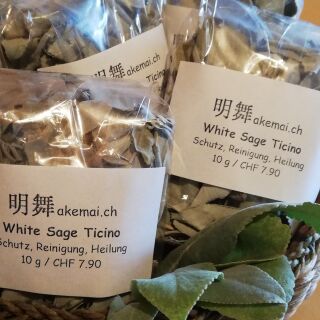 明舞akemai.ch
White Sage Ticino
Schutz, Reinigung, Heilung
10 g / CHF 7.90
明舞akemai.ch
White Sage Ticino
Schutz, Reinigung, Heilung
10 g / CHF 7.90